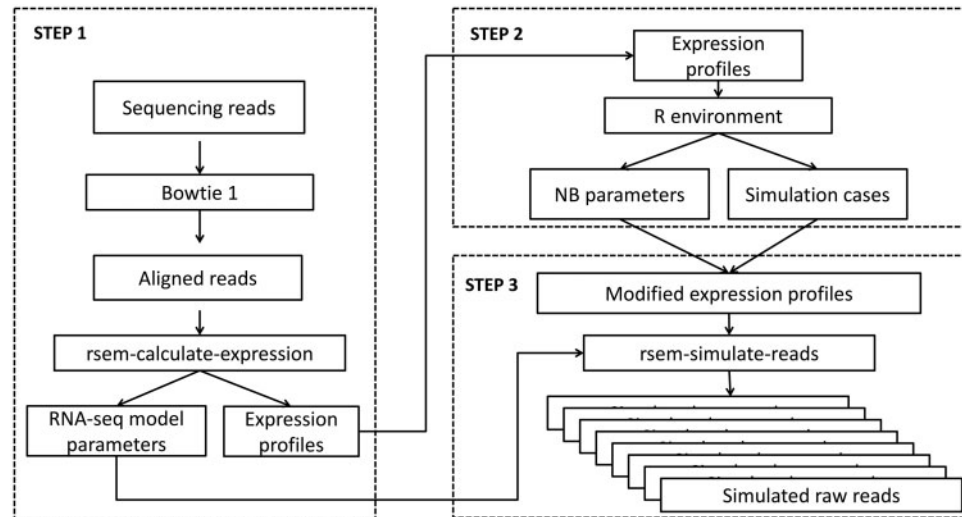 STEP 1
Sequencing reads
Bowtie 1
Aligned reads
rsem-calculate-expression
RNA-seq model
parameters
Expression
profiles
STEP 2
Expression
profiles
R environment
NB parameters
Simulation cases
STEP 3
Modified expression profiles
rsem-simulate-reads
Simulated raw reads